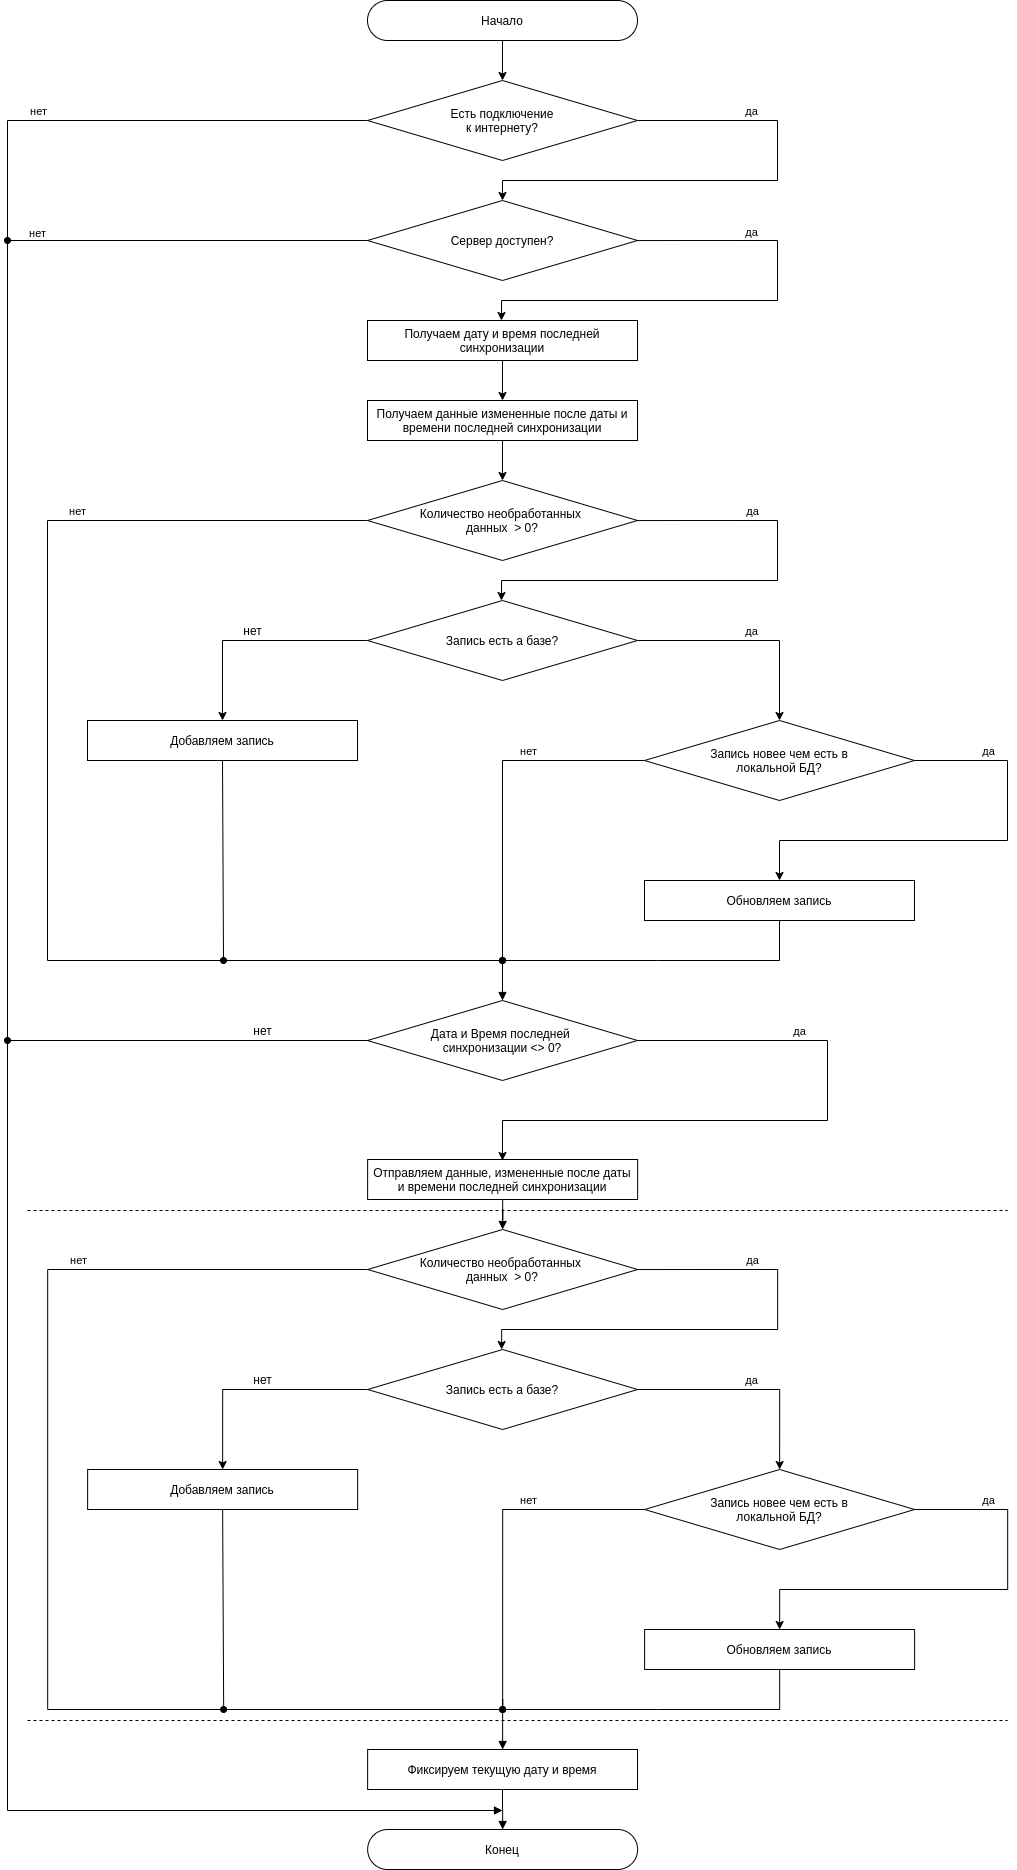 Начало
Есть подключение
к интернету?
нет
да
Сервер доступен?
нет
да
Получаем дату и время последней
синхронизации
Получаем данные измененные после даты и
времени последней синхронизации
Количество необработанных
данных > 0?
нет
да
Запись есть а базе?
нет
да
Добавляем запись
Запись новее чем есть в
локальной БД?
нет
да
Обновляем запись
Дата и Время последней
синхронизации <> 0?
нет
да
Отправляем данные, измененные после даты
и времени последней синхронизации
Количество необработанных
данных > 0?
нет
да
Запись есть а базе?
нет
да
Добавляем запись
Запись новее чем есть в
локальной БД?
нет
да
Обновляем запись
Фиксируем текущую дату и время
Конец